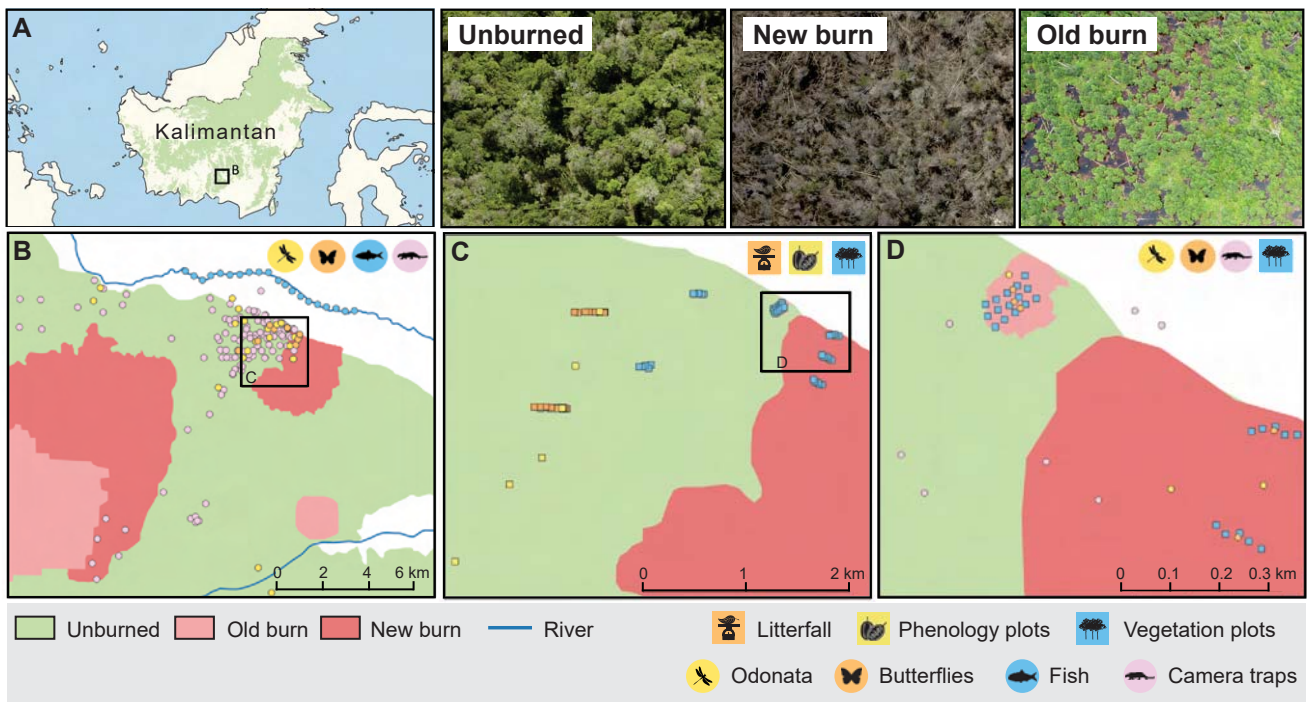 A
Kalimantan
B
Unburned
New burn
Old burn
B
C
0 2 4 6 km
C
D
0 1 2 km
D
0 0.1 0.2 0.3 km
Unburned Old burn New burn River
Litterfall Phenology plots Vegetation plots
Odonata Butterflies Fish Camera traps